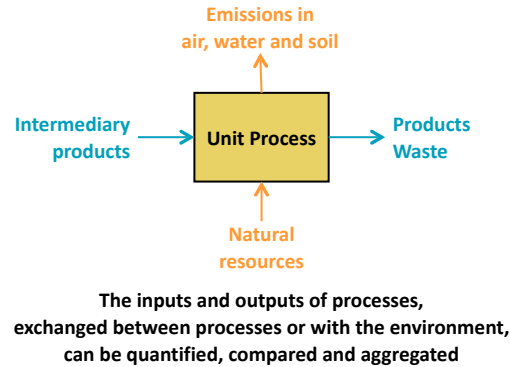 Emissions in
air, water and soil
Intermediary
products
Unit Process
Products
Waste
Natural
resources
The inputs and outputs of processes,
exchanged between processes or with the environment,
can be quantified, compared and aggregated